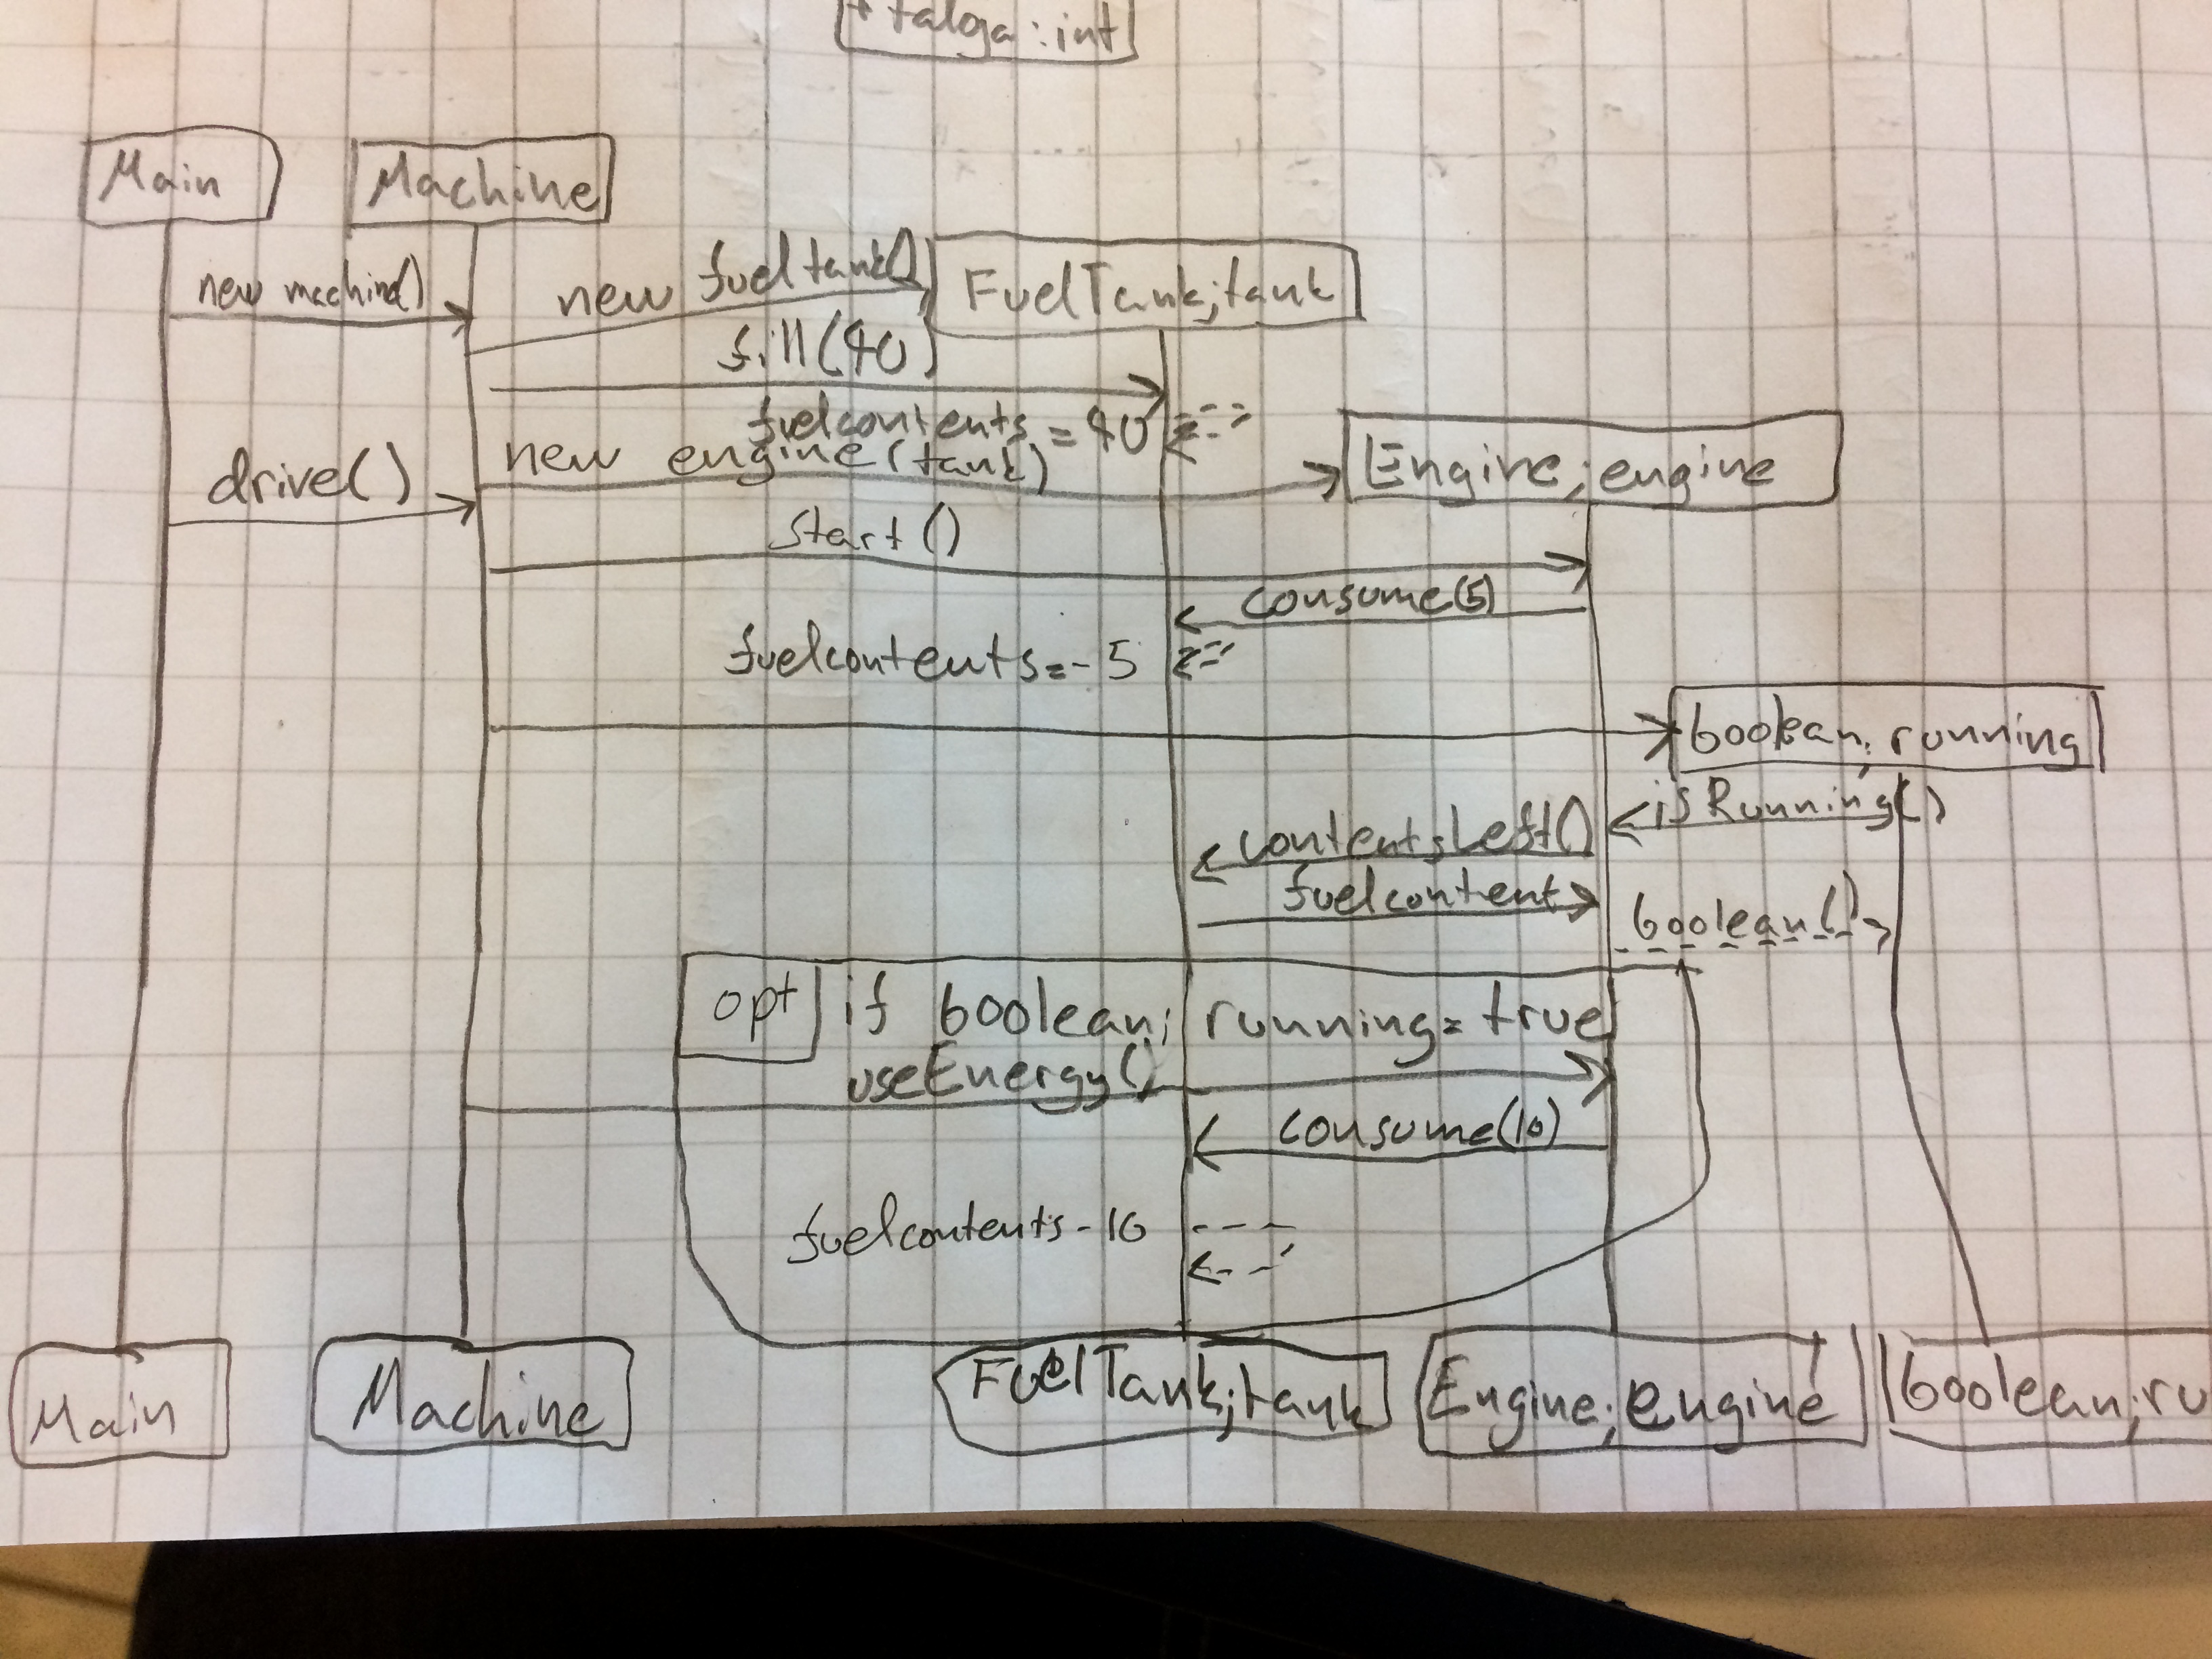 + taloga: int
Main
Machine
new machine()
new fueltank()
FuelTank;tank
fill(40)
fuelcontents = 40
drive()
new engine(tank)
Engine; engine
start()
consume(5)
fuelcontents = -5
boolean: running
isRunning()
contentsLeft()
fuelcontent
boolean()
opt
if boolean: running = true
useEnergy()
consume(10)
fuelcontents -10
Main
Machine
FuelTank;tank
Engine: engine
boolean: ru